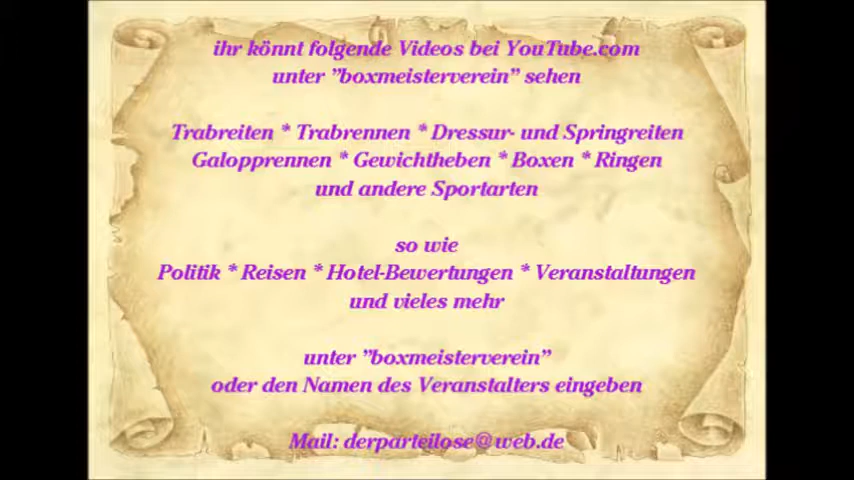 ihr könnt folgende Videos bei YouTube.com
unter "boxmeisterverein" sehen
Trabreiten * Trabrennen * Dressur- und Springreiten
Galopprennen * Gewichtheben * Boxen * Ringen
und andere Sportarten
so wie
Politik * Reisen * Hotel-Bewertungen * Veranstaltungen
und vieles mehr
unter "boxmeisterverein"
oder den Namen des Veranstalters eingeben
Mail: derparteilose@web.de